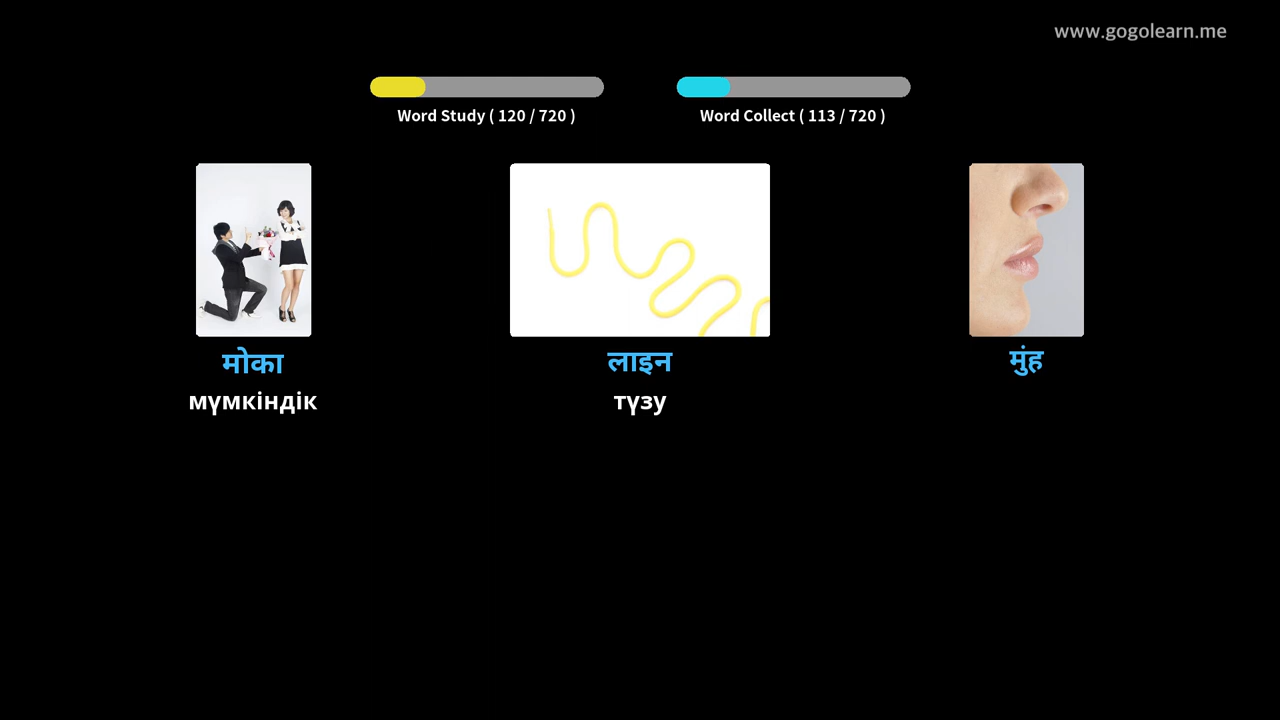 www.gogolearn.me
Word Study ( 120 / 720 )
Word Collect ( 113 / 720 )
मोका
लाइन
मुंह
мүмкіндік
түзу